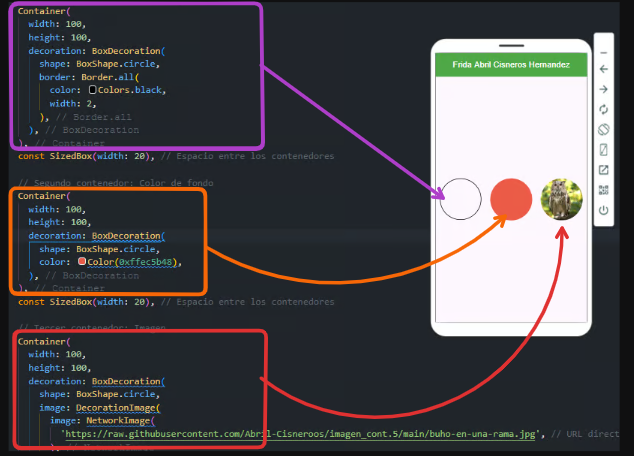 Container(
width: 100,
height: 100,
decoration: BoxDecoration(
shape: BoxShape.circle,
border: Border.all(
color: Colors.black,
width: 2,
), // Border.all
), // BoxDecoration
), // Container
const SizedBox(width: 20), // Espacio entre los contenedores
// Segundo contenedor: Color de fondo
Container(
width: 100,
height: 100,
decoration: BoxDecoration(
shape: BoxShape.circle,
color: Color(0xffec5b48),
), // BoxDecoration
), // Container
const SizedBox(width: 20), // Espacio entre los contenedores
// Tercer contenedor: Imagen
Container(
width: 100,
height: 100,
decoration: BoxDecoration(
shape: BoxShape.circle,
image: DecorationImage(
image: NetworkImage(
'https://raw.githubusercontent.com/Abril-Cisneroos/imagen_cont.5/main/buho-en-una-rama.jpg', // URL direct
Frida Abril Cisneros Hernandez